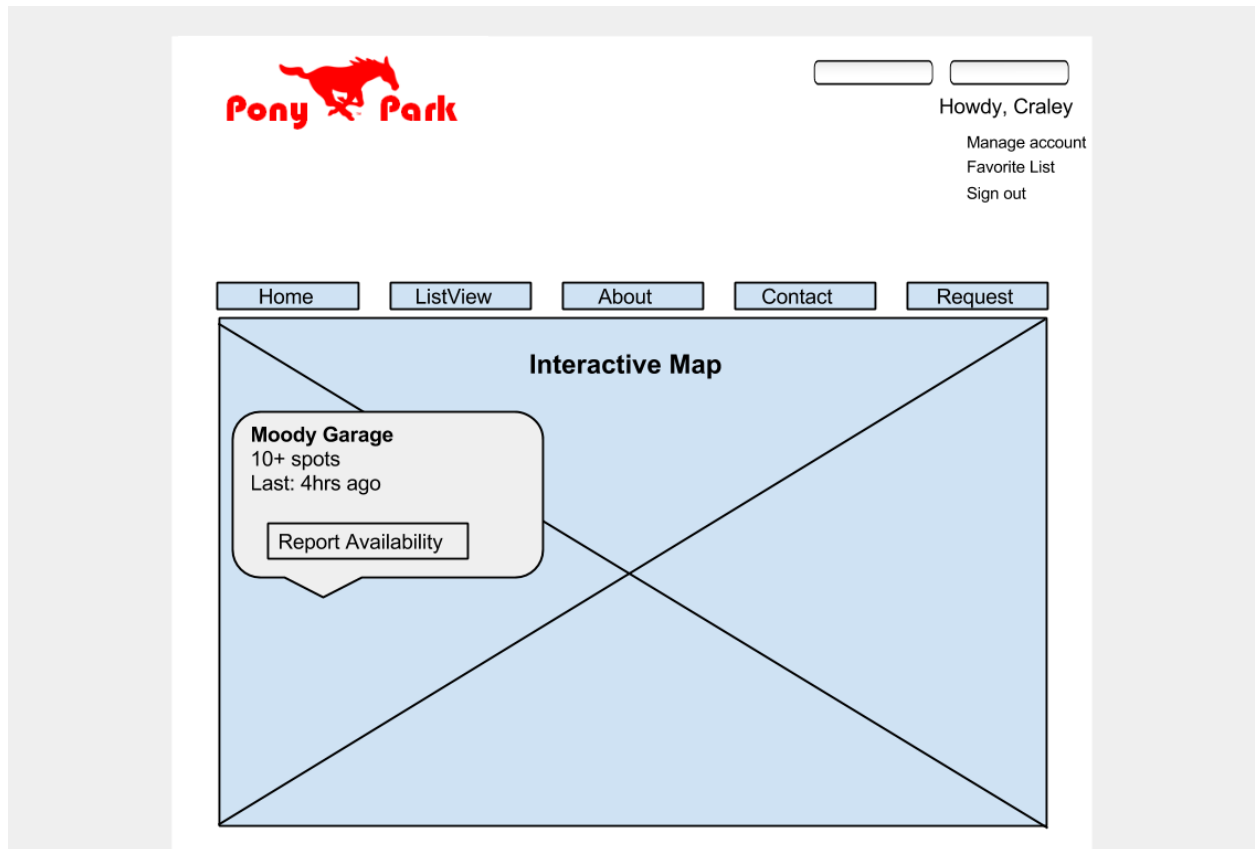 Pony Park
Howdy, Craley
Manage account
Favorite List
Sign out
Home ListView About Contact Request
Interactive Map
Moody Garage
10+ spots
Last: 4hrs ago
Report Availability